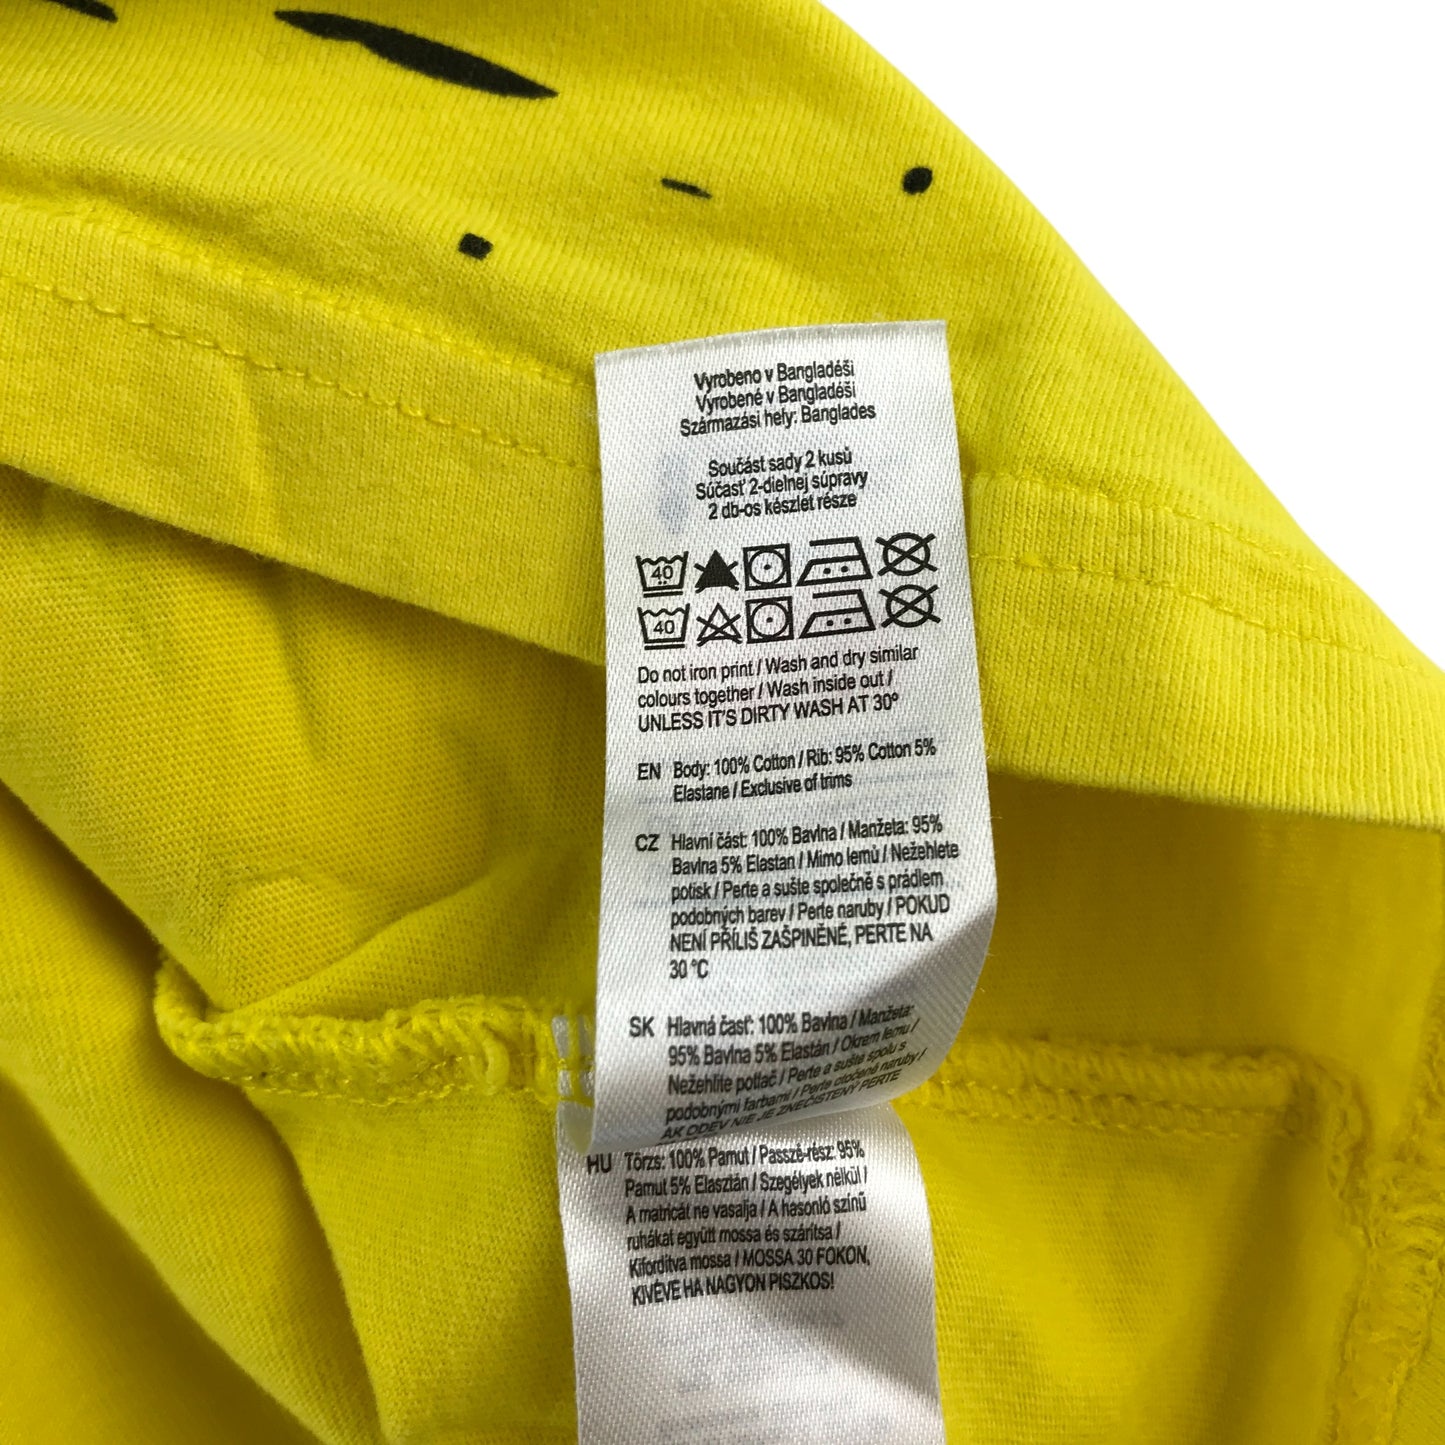 Vyrobeno v Bangladéši
Vyrobené v Bangladéši
Származási hely: Banglades
Součást sady 2 kusů
Súčasť 2-dielnej súpravy
2 db-os készlet része
40
40
Do not iron print / Wash and dry similar
colours together / Wash inside out /
UNLESS IT'S DIRTY WASH AT 30º
EN Body: 100% Cotton / Rib: 95% Cotton 5%
Elastane / Exclusive of trims
CZ Hlavní část: 100% Bavlna / Manžeta: 95%
Bavlna 5% Elastan / Mimo lemů / Nežehlete
potisk / Perte a sušte společně s prádlem
podobných barev / Perte naruby / POKUD
NENÍ PŘÍLIŠ ZAŠPINĚNÉ, PERTE NA
30 °C
SK Hlavná časť: 100% Bavlna / Manžeta:
95% Bavlna 5% Elastán / Okrem lemu /
Nežehlite potlač / Perte a sušte spolu s
podobnými farbami / Perte otočené naruby /
AK ODEV NIE JE ZNEČISTENÝ PERTE
HU Törzs: 100% Pamut / Passzé-rész: 95%
Pamut 5% Elasztán / Szegélyek nélkül /
A matricát ne vasalja / A hasonló színű
ruhákat együtt mossa és szárítsa /
Kifordítva mossa / MOSSA 30 FOKON,
KIVÉVE HA NAGYON PISZKOS!